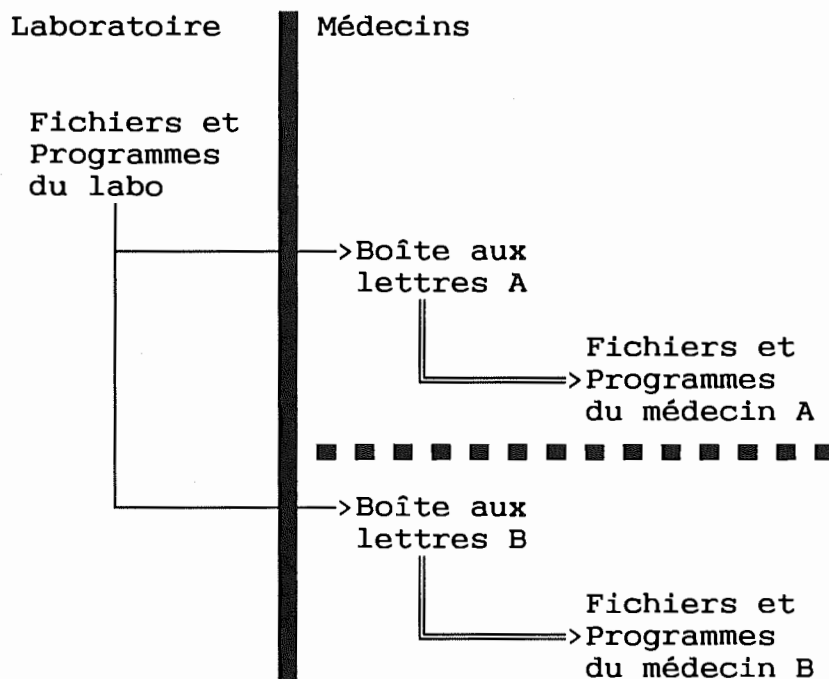 Laboratoire
Médecins
Fichiers et
Programmes
du labo
>Boîte aux
lettres A
Fichiers et
>Programmes
du médecin A
>Boîte aux
lettres B
Fichiers et
>Programmes
du médecin B